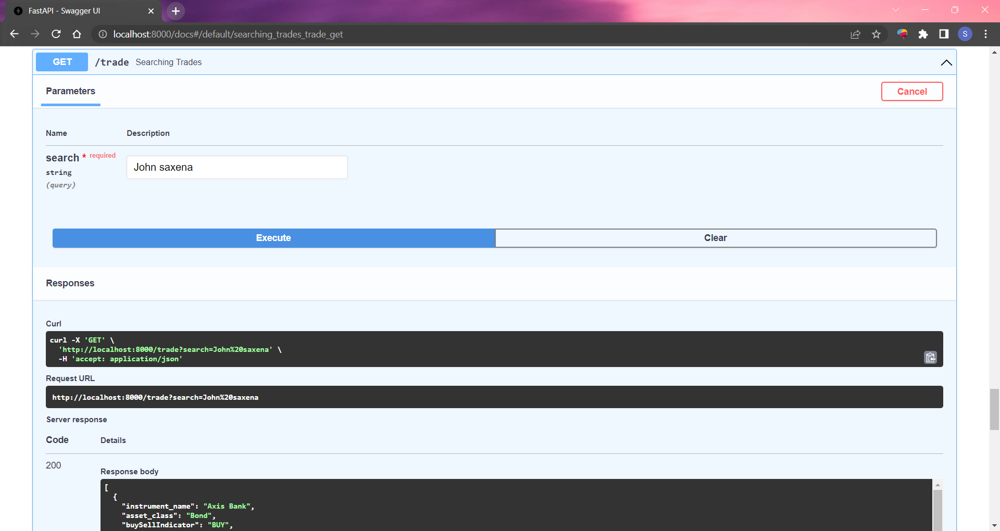 FastAPI - Swagger UI
localhost:8000/docs#/default/searching_trades_trade_get
S
GET /trade Searching Trades
Parameters
Cancel
Name Description
search * required
string
(query)
John saxena
Execute Clear
Responses
Curl
curl -X 'GET' \
'http://localhost:8000/trade?search=John%20saxena' \
-H 'accept: application/json'
Request URL
http://localhost:8000/trade?search=John%20saxena
Server response
Code Details
200
Response body
[
{
"instrument_name": "Axis Bank",
"asset_class": "Bond",
"buySellIndicator": "BUY",